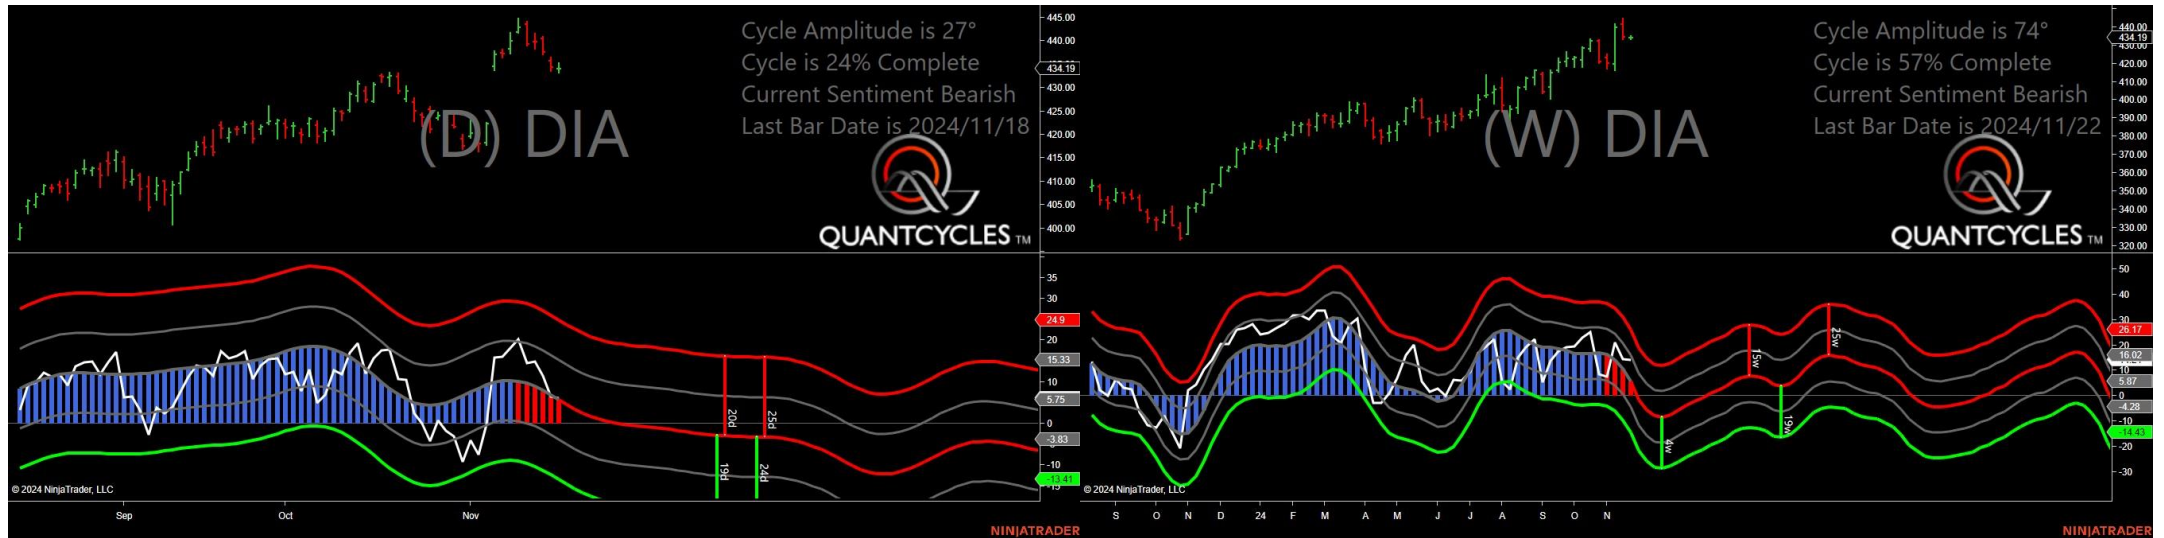 Cycle Amplitude is 27°
Cycle is 24% Complete
Current Sentiment Bearish
Last Bar Date is 2024/11/18
(D) DIA
QUANTCYCLES TM
445.00
440.00
434.19
430.00
425.00
420.00
415.00
410.00
405.00
400.00
35
30
24.9
20
15.33
10
5.75
0
-3.83
-10
-13.41
20d
25d
19d
24d
© 2024 NinjaTrader, LLC
Sep Oct Nov
NINJATRADER
Cycle Amplitude is 74°
Cycle is 57% Complete
Current Sentiment Bearish
Last Bar Date is 2024/11/22
(W) DIA
QUANTCYCLES TM
440.00
434.19
430.00
420.00
410.00
400.00
390.00
380.00
370.00
360.00
350.00
340.00
330.00
320.00
50
40
30
26.17
20
16.02
10
5.87
0
-4.28
-14.43
-20
-30
15w
25w
4w
19w
© 2024 NinjaTrader, LLC
S O N D 24 F M A M J J A S O N
NINJATRADER